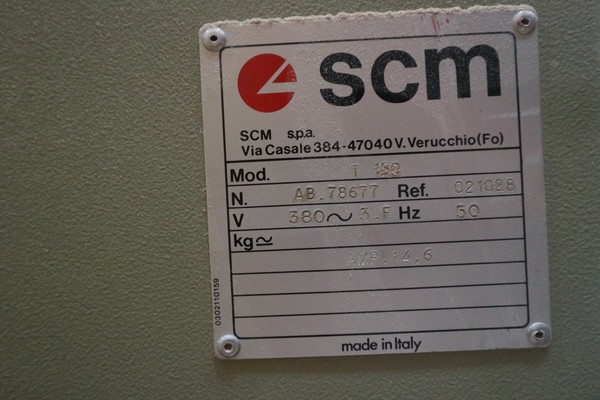 scm
SCM s.p.a.
Via Casale 384-47040 V. Verucchio (Fo)
Mod. T
N. AB.78677 Ref. 021088
V 380~ 3.F Hz 50
kg≃
AMP.14.6
0302110159
made in Italy